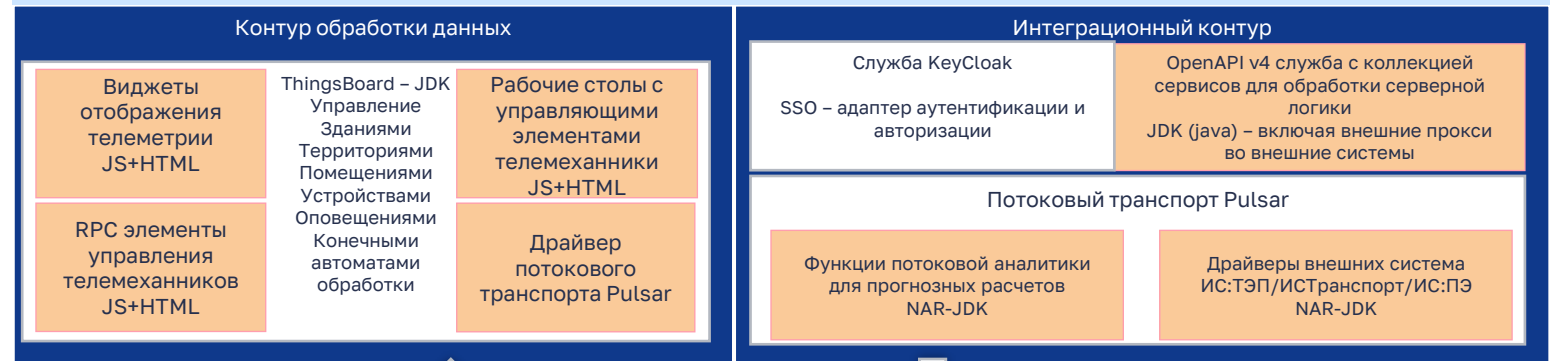 Контур обработки данных
Виджеты
отображения
телеметрии
JS+HTML
ThingsBoard – JDK
Управление
Зданиями
Территориями
Помещениями
Устройствами
Оповещениями
Конечными
автоматами
обработки
Рабочие столы с
управляющими
элементами
телемеханники
JS+HTML
RPC элементы
управления
телемеханников
JS+HTML
Драйвер
потокового
транспорта Pulsar
Интеграционный контур
Служба KeyCloak
SSO – адаптер аутентификации и
авторизации
OpenAPI v4 служба с коллекцией
сервисов для обработки серверной
логики
JDK (java) – включая внешние прокси
во внешние системы
Потоковый транспорт Pulsar
Функции потоковой аналитики
для прогнозных расчетов
NAR-JDK
Драйверы внешних система
ИС:ТЭП/ИСТранспорт/ИС:ПЭ
NAR-JDK